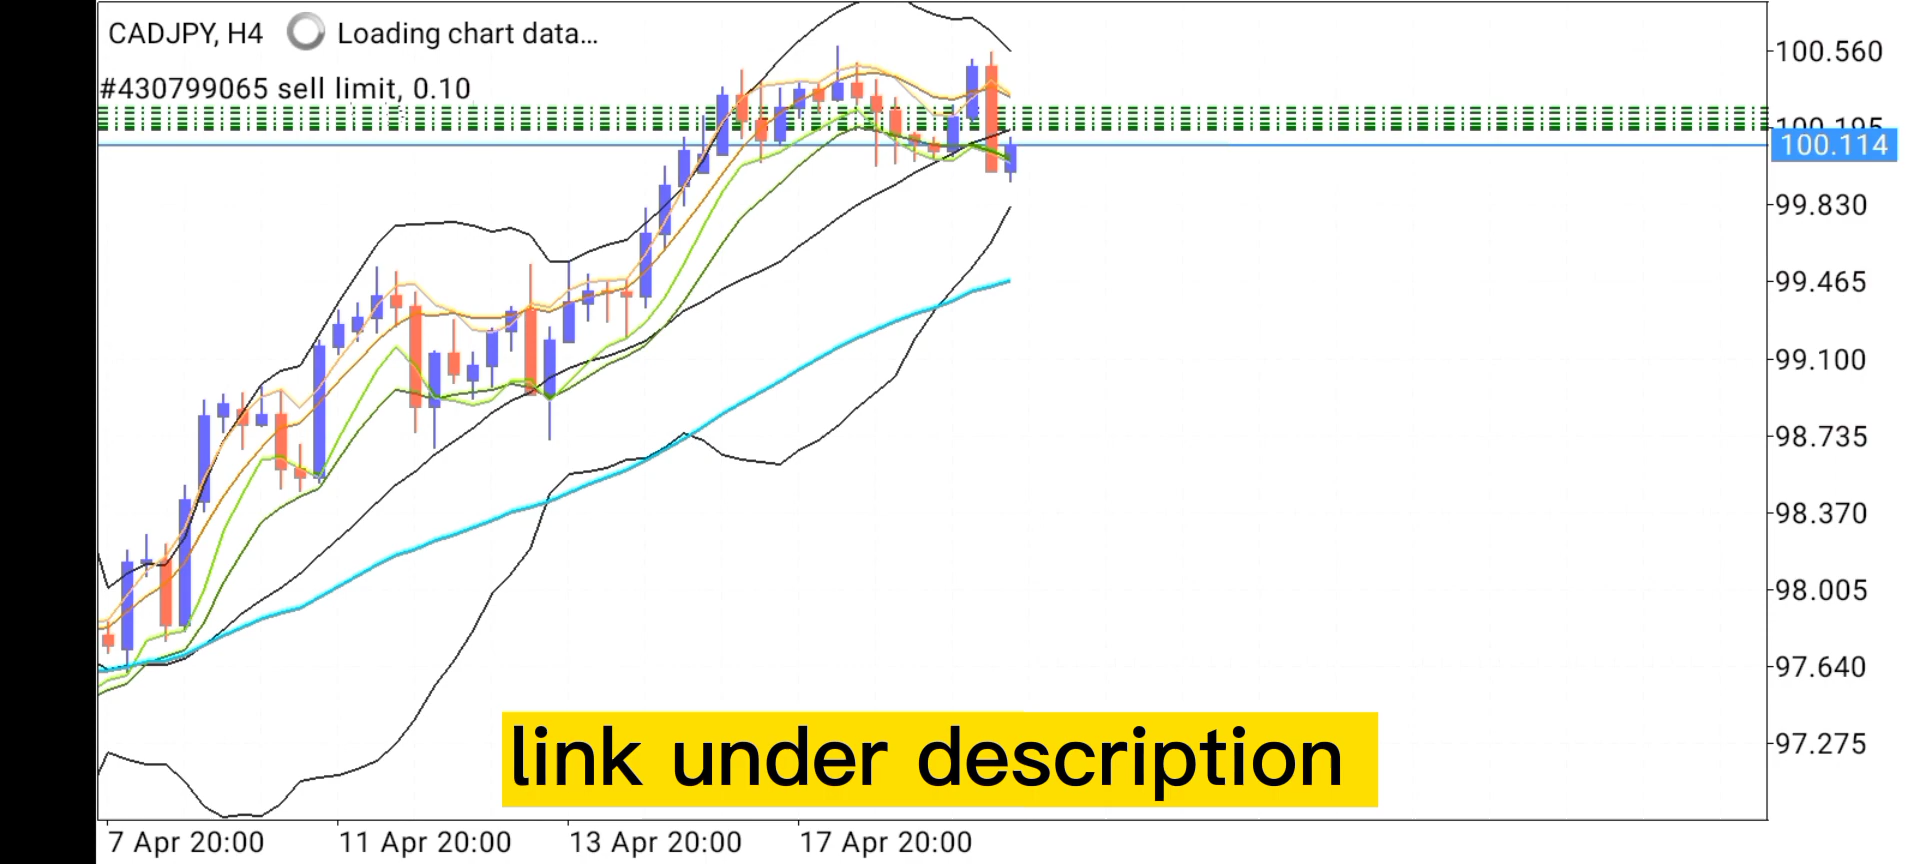 CADJPY, H4 Loading chart data...
#430799065 sell limit, 0.10
100.560
100.195
100.114
99.830
99.465
99.100
98.735
98.370
98.005
97.640
97.275
link under description
7 Apr 20:00 11 Apr 20:00 13 Apr 20:00 17 Apr 20:00